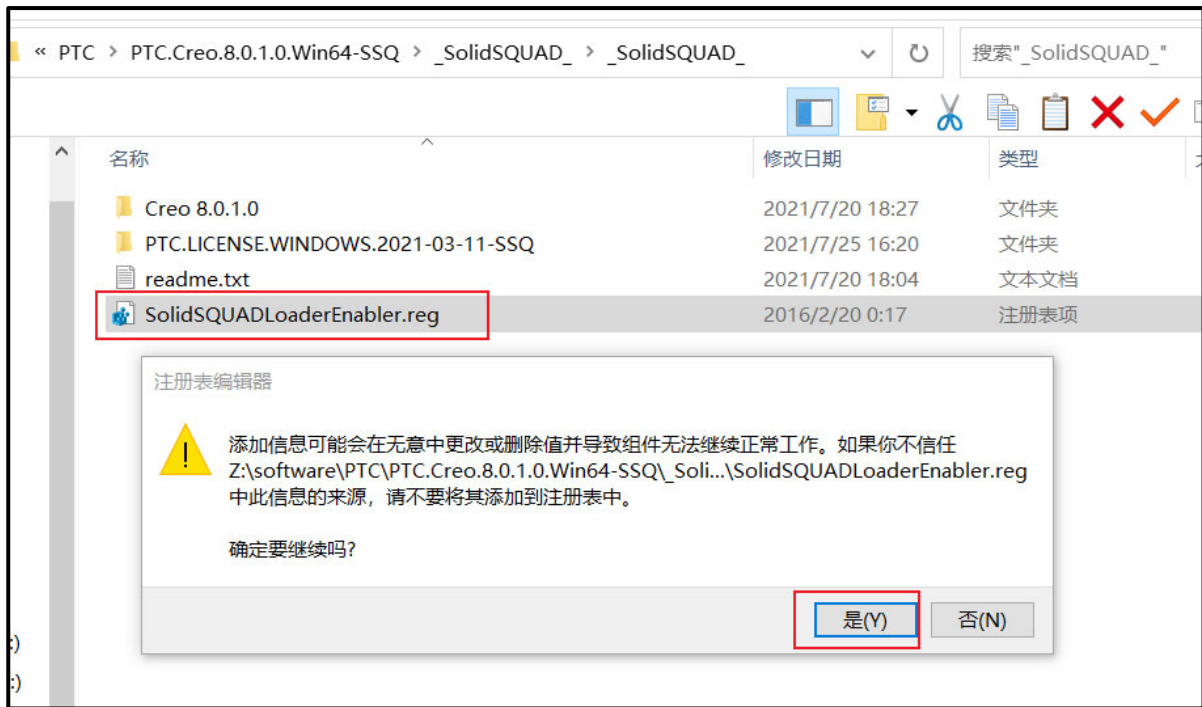 « PTC > PTC.Creo.8.0.1.0.Win64-SSQ > _SolidSQUAD_ > _SolidSQUAD_
搜索"_SolidSQUAD_"
名称 修改日期 类型
Creo 8.0.1.0 2021/7/20 18:27 文件夹
PTC.LICENSE.WINDOWS.2021-03-11-SSQ 2021/7/25 16:20 文件夹
readme.txt 2021/7/20 18:04 文本文档
SolidSQUADLoaderEnabler.reg 2016/2/20 0:17 注册表项
注册表编辑器
添加信息可能会在无意中更改或删除值并导致组件无法继续正常工作。如果你不信任
Z:\software\PTC\PTC.Creo.8.0.1.0.Win64-SSQ\_Soli...\SolidSQUADLoaderEnabler.reg
中此信息的来源，请不要将其添加到注册表中。
确定要继续吗?
是(Y) 否(N)
:)
:)